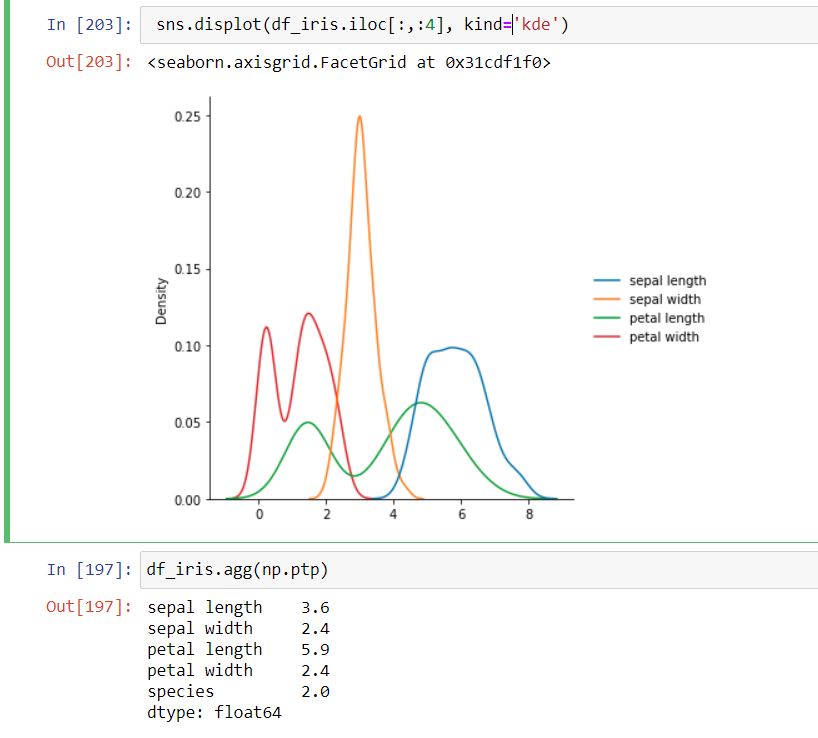 In [203]: sns.displot(df_iris.iloc[:,:4], kind='kde')
Out[203]: <seaborn.axisgrid.FacetGrid at 0x31cdf1f0>
0.25
0.20
0.15
0.10
0.05
0.00
Density
0 2 4 6 8
sepal length
sepal width
petal length
petal width
In [197]: df_iris.agg(np.ptp)
Out[197]: sepal length 3.6
sepal width 2.4
petal length 5.9
petal width 2.4
species 2.0
dtype: float64